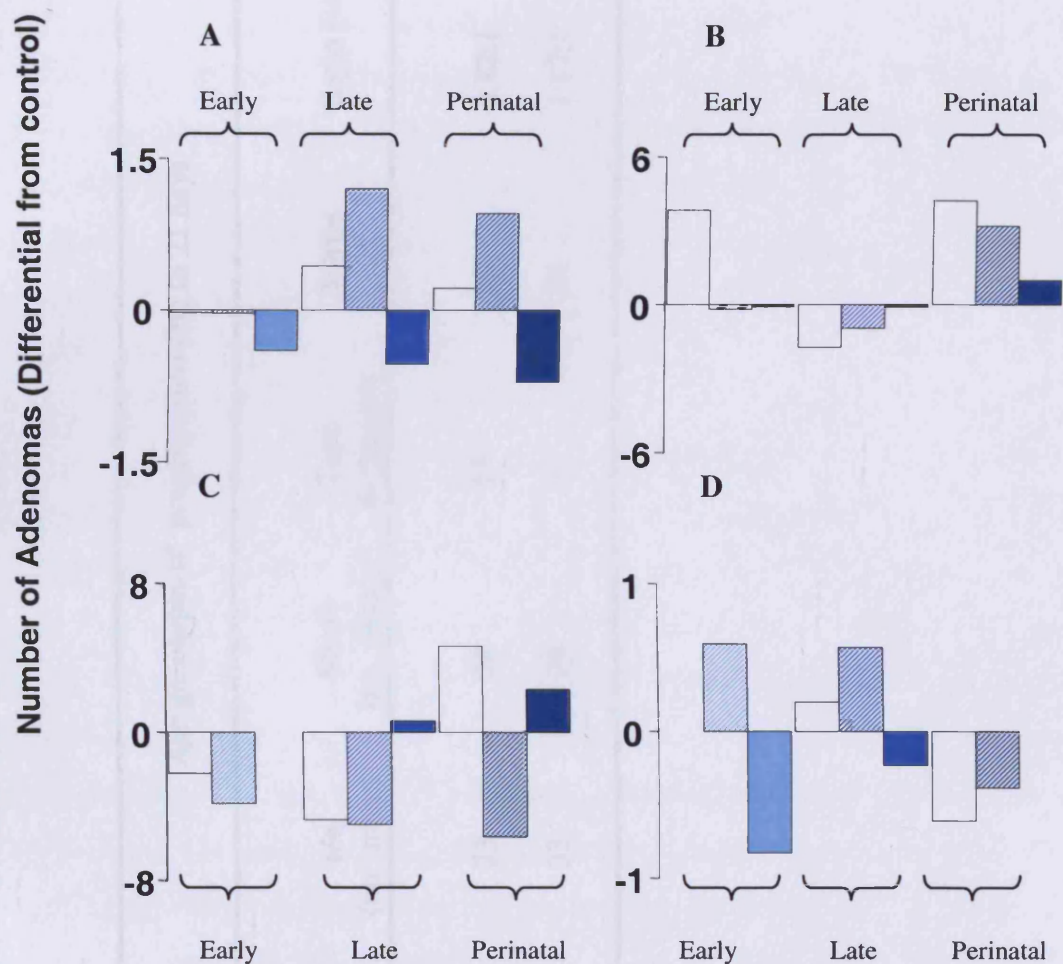 Number of Adenomas (Differential from control)
A
Early Late Perinatal
1.5
0
-1.5
B
Early Late Perinatal
6
0
-6
C
8
0
-8
Early Late Perinatal
D
1
0
-1
Early Late Perinatal